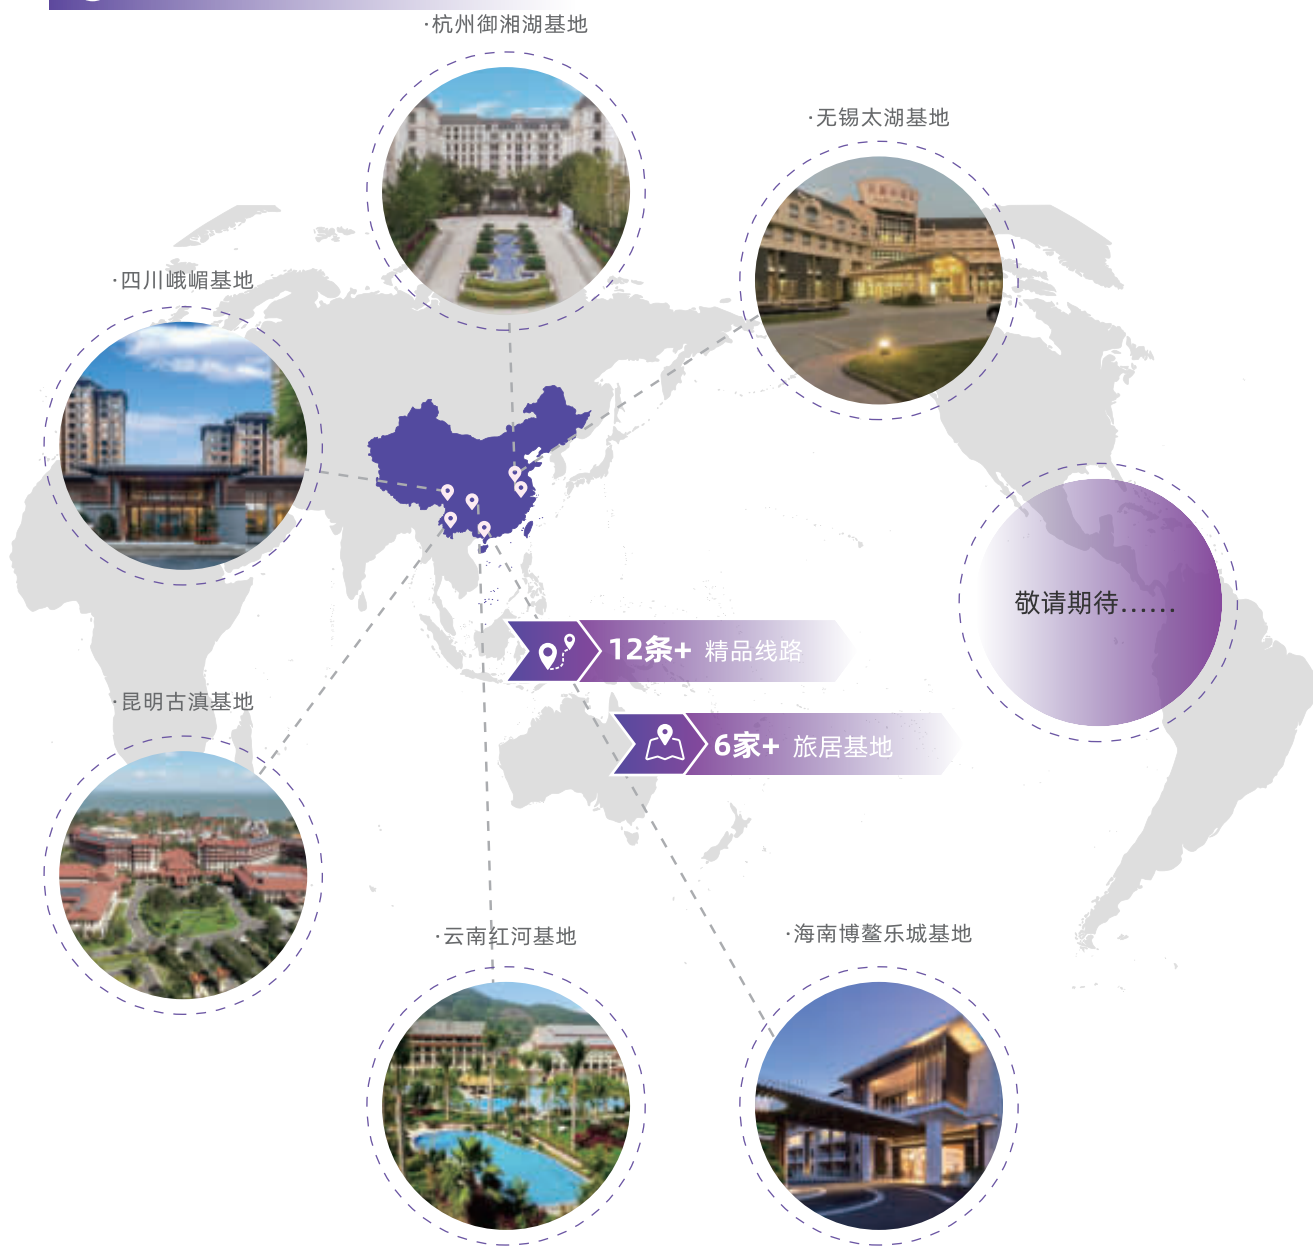 ·杭州御湘湖基地
·无锡太湖基地
·四川峨嵋基地
敬请期待......
12条+ 精品线路
·昆明古滇基地
6家+ 旅居基地
·云南红河基地
·海南博鳌乐城基地